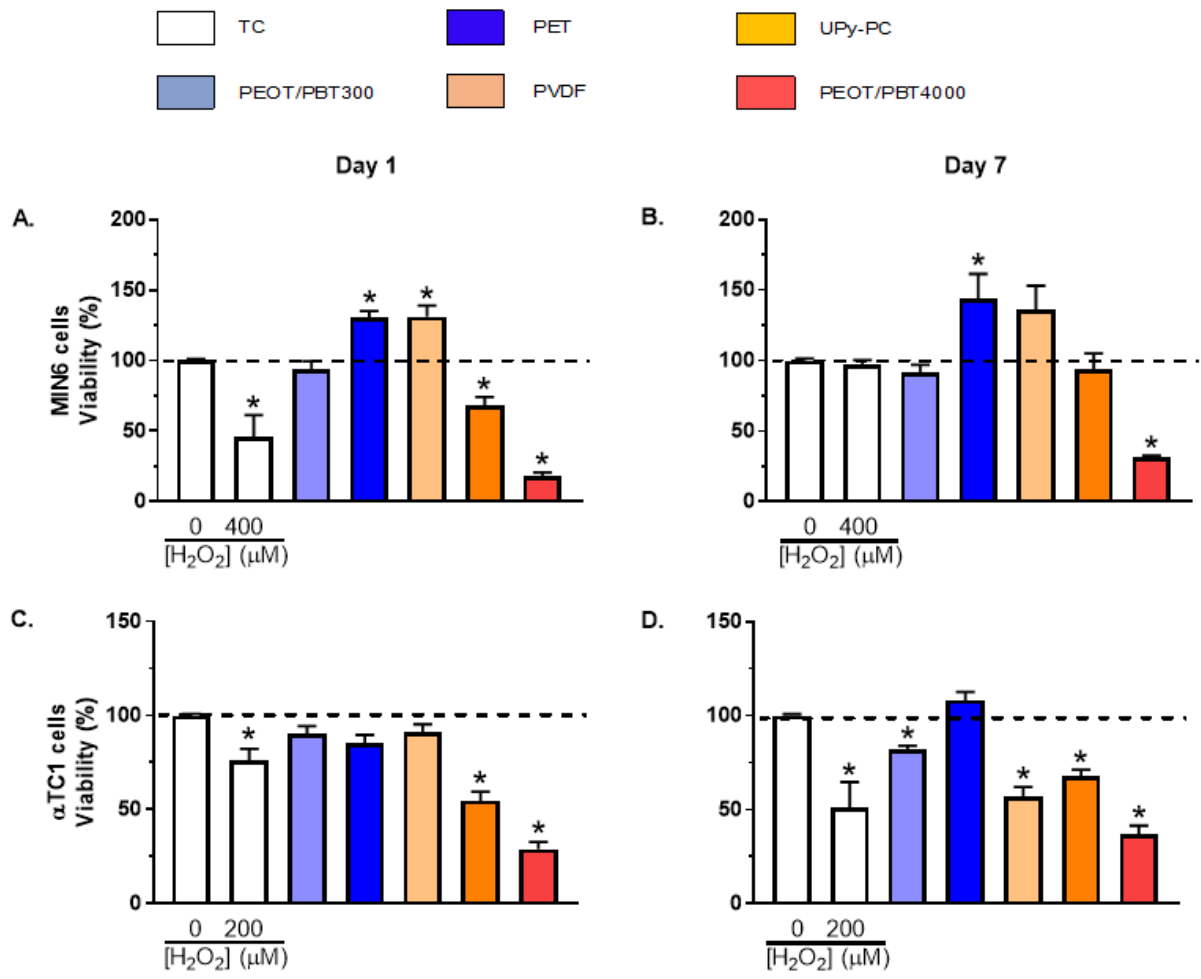 TC PET UPy-PC
PEOT/PBT300 PVDF PEOT/PBT4000
Day 1 Day 7
A.
MIN6 cells
Viability (%)
200
150
100
50
0
* * * * *
0 400
[H₂O₂] (μM)
B.
200
150
100
50
0
* *
0 400
[H₂O₂] (μM)
C.
αTC1 cells
Viability (%)
150
100
50
0
* * *
0 200
[H₂O₂] (μM)
D.
150
100
50
0
* * * * *
0 200
[H₂O₂] (μM)